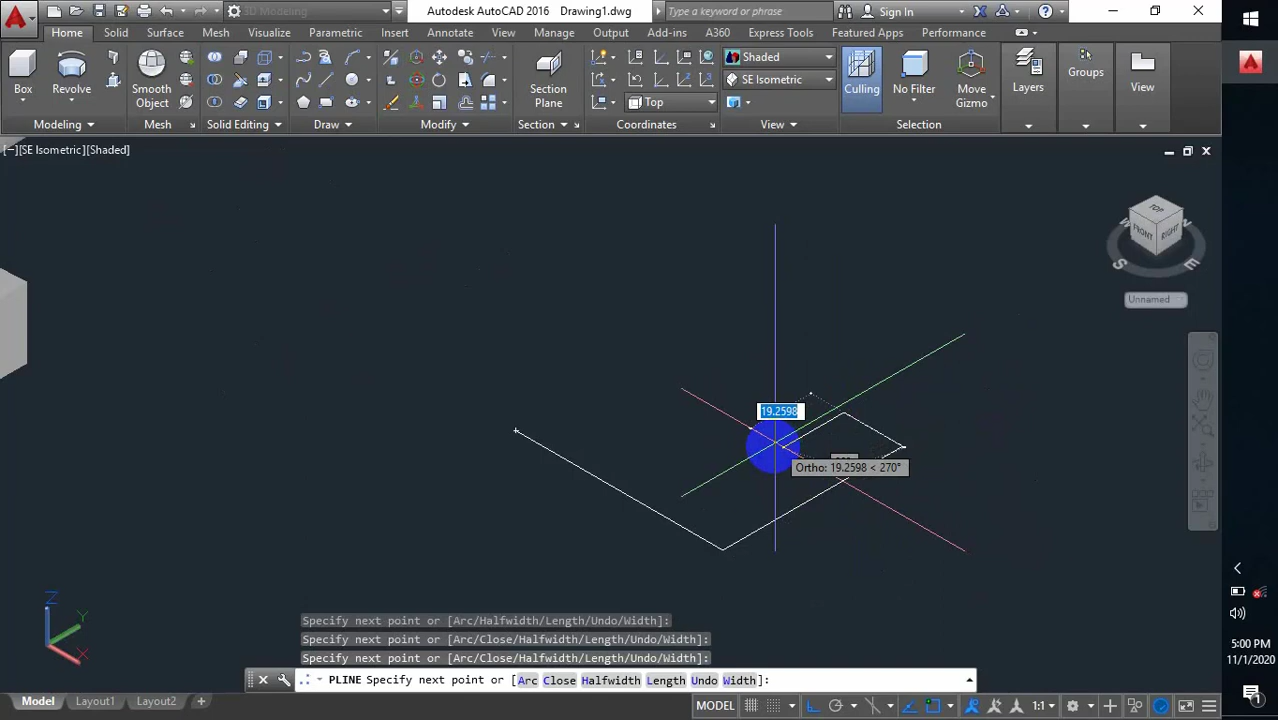 3D Modeling
Autodesk AutoCAD 2016 Drawing1.dwg
Type a keyword or phrase
Sign In
Home Solid Surface Mesh Visualize Parametric Insert Annotate View Manage Output Add-ins A360 Express Tools Featured Apps Performance
Box Revolve Smooth Object Section Plane
Shaded
SE Isometric
Top
Culling No Filter Move Gizmo Layers Groups View
Modeling Mesh Solid Editing Draw Modify Section Coordinates View Selection
[−][SE Isometric][Shaded]
TOP
FRONT RIGHT
S E
Unnamed
19.2598
Ortho: 19.2598 < 270°
Z
Y
X
Specify next point or [Arc/Halfwidth/Length/Undo/Width]:
Specify next point or [Arc/Close/Halfwidth/Length/Undo/Width]:
Specify next point or [Arc/Close/Halfwidth/Length/Undo/Width]:
PLINE Specify next point or [Arc Close Halfwidth Length Undo Width]:
Model Layout1 Layout2 +
MODEL
1:1
5:00 PM
11/1/2020
1